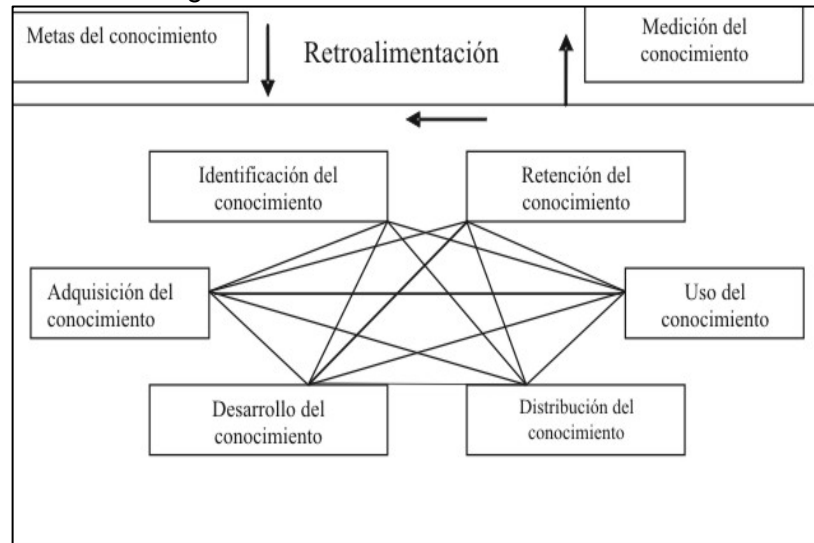 Metas del conocimiento
Retroalimentación
Medición del
conocimiento
Identificación del
conocimiento
Retención del
conocimiento
Adquisición del
conocimiento
Uso del
conocimiento
Desarrollo del
conocimiento
Distribución del
conocimiento